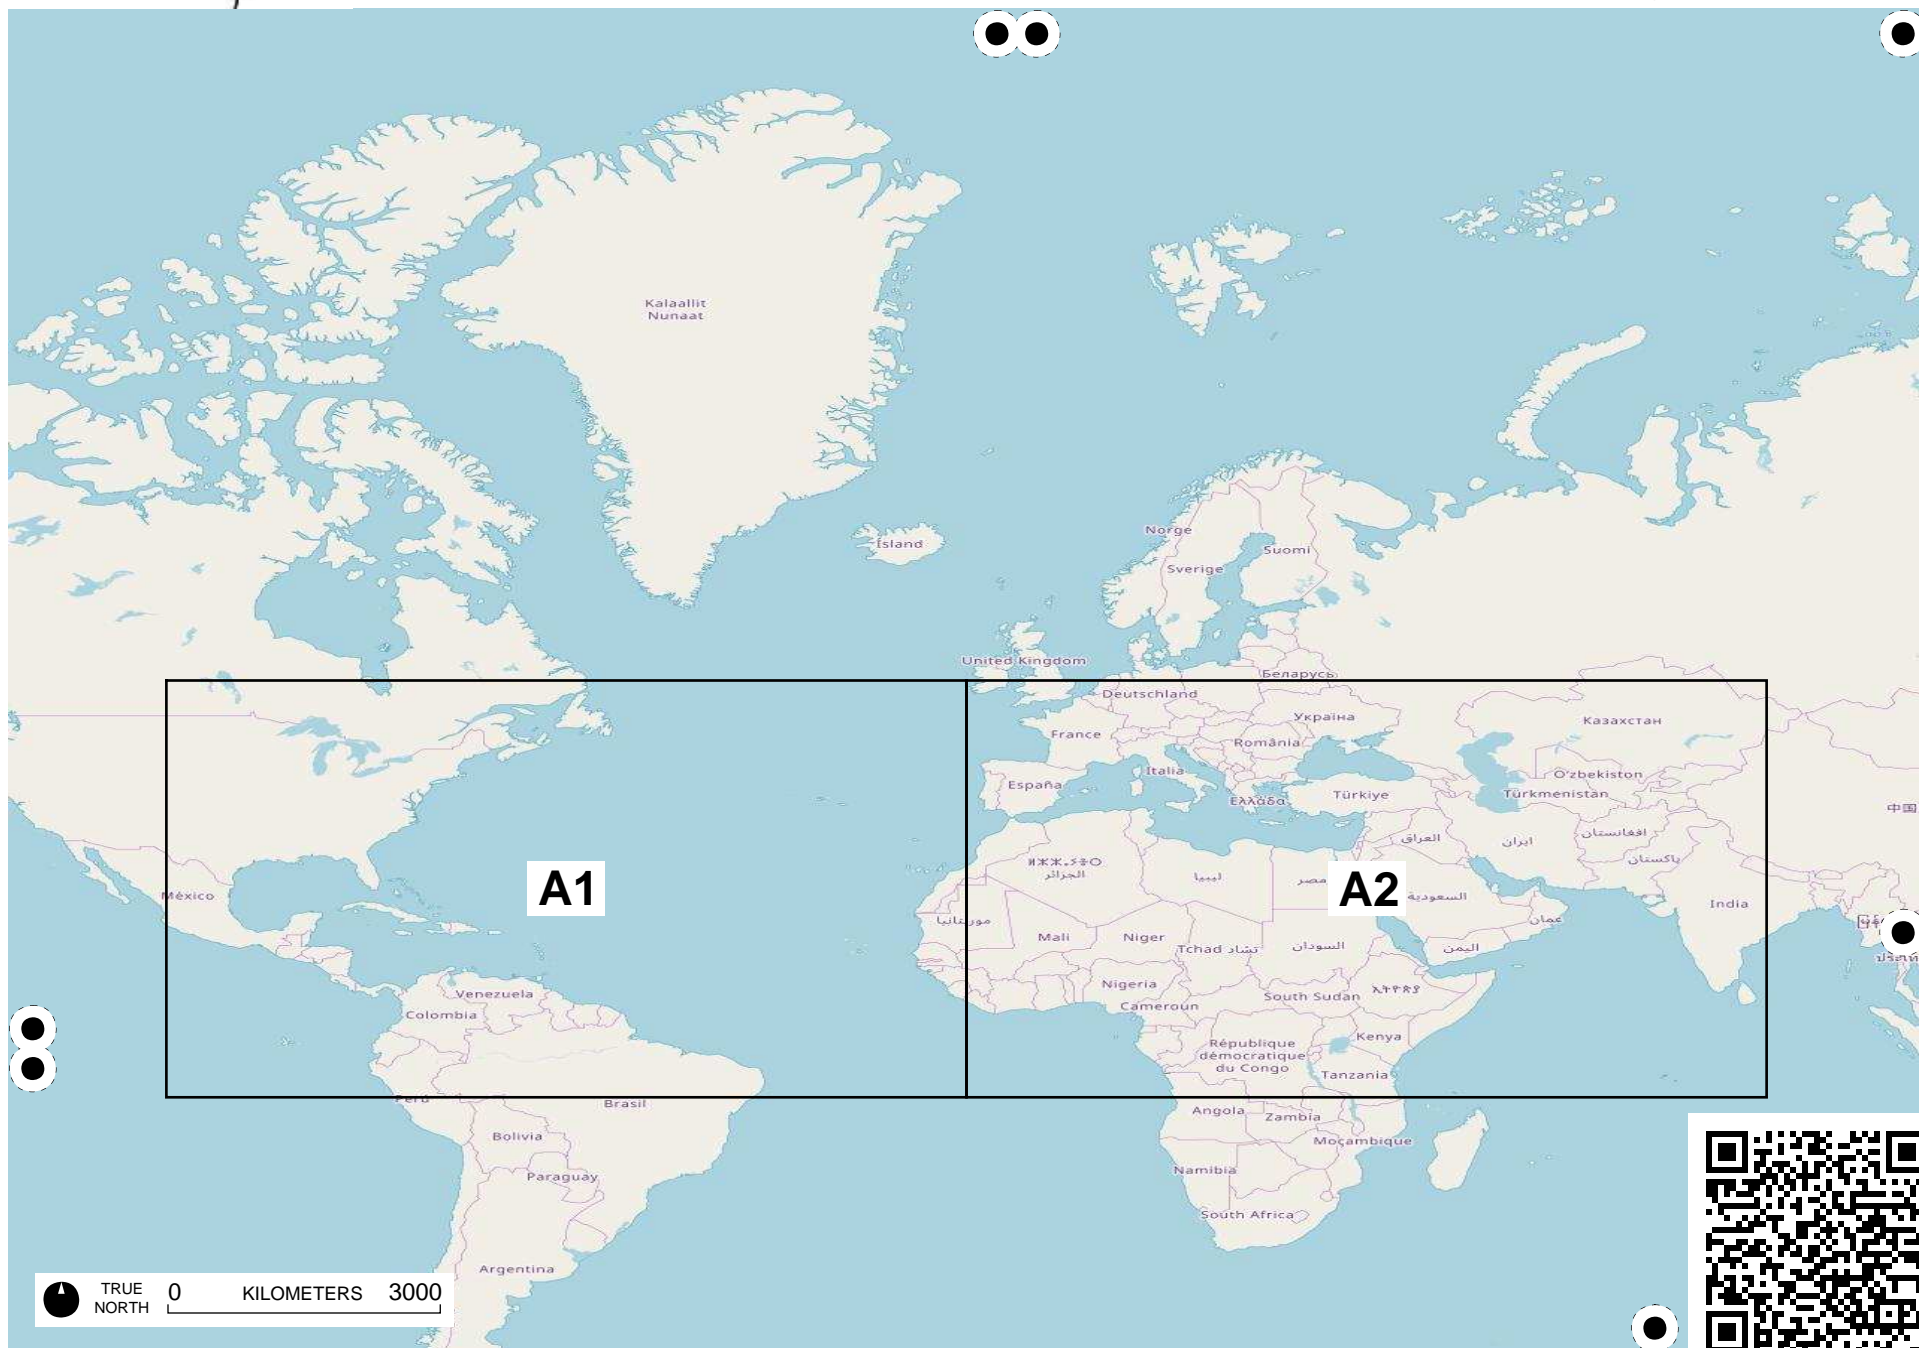 Kalaallit
Nunaat
Ísland
Norge
Suomi
Sverige
United Kingdom
Беларусь
Deutschland
Україна
Казахстан
France
România
Italia
O'zbekiston
España
Ελλάδα
Türkiye
Türkmenistan
中国
العراق
ایران
افغانستان
پاکستان
ⵍⵣⵣⴰⵢⴻⵔ
الجزائر
ليبيا
مصر
السعودية
A1
A2
México
India
موريتانيا
عمان
Mali
Niger
Tchad تشاد
السودان
اليمن
Venezuela
Nigeria
South Sudan
ኢትዮጵያ
Colombia
Cameroun
Kenya
République
démocratique
du Congo
Tanzania
Perú
Brasil
Angola
Zambia
Bolivia
Moçambique
Paraguay
Namibia
South Africa
Argentina
TRUE
NORTH
0 KILOMETERS 3000